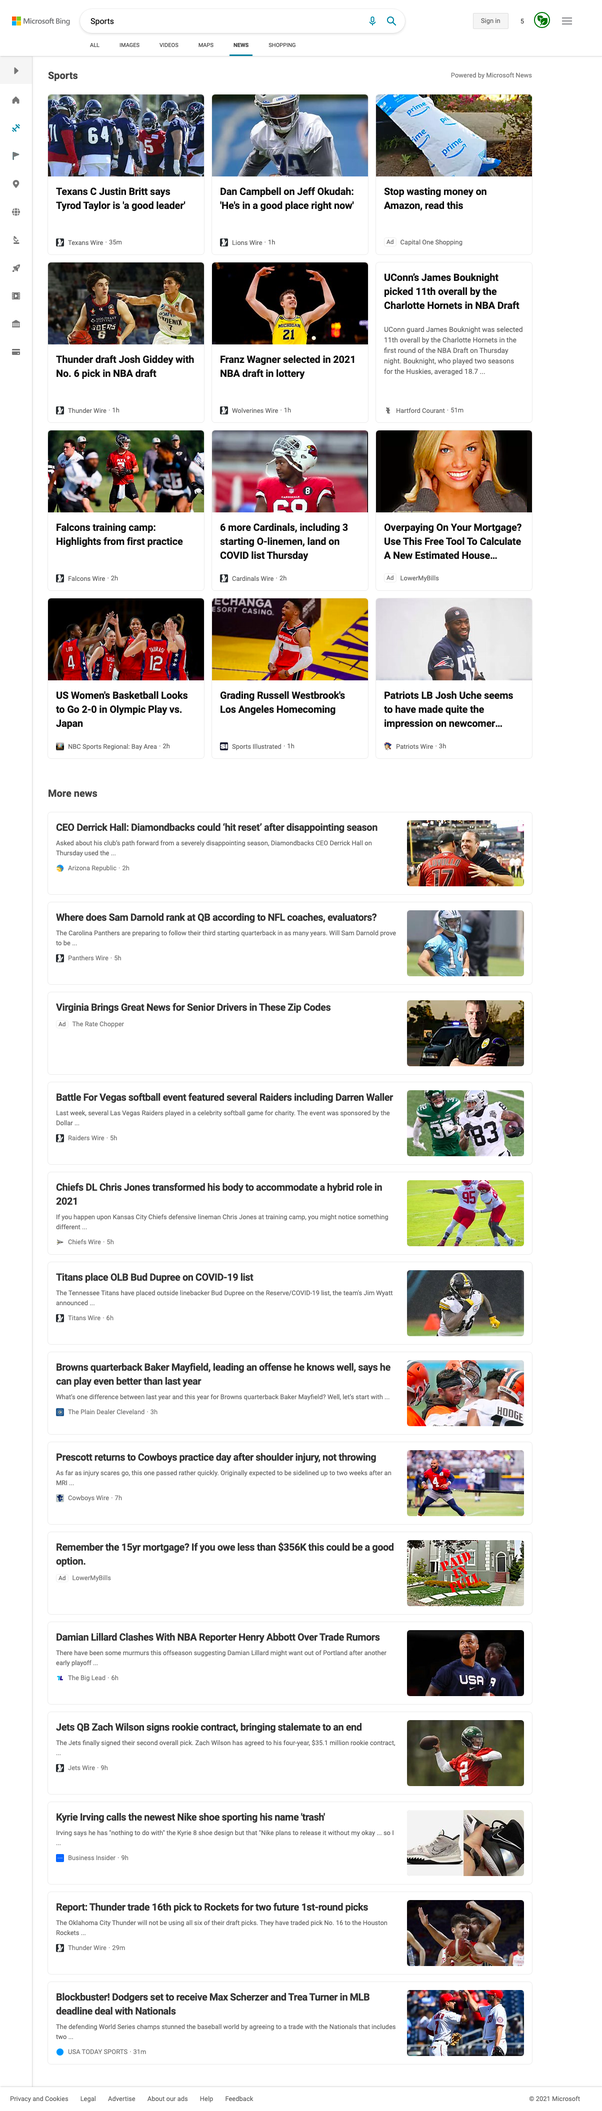 Microsoft Bing
Sports
Sign in
5
ALL IMAGES VIDEOS MAPS NEWS SHOPPING
Sports
Powered by Microsoft News
64
5
prime
prime
prime
Texans C Justin Britt says
Tyrod Taylor is 'a good leader'
Texans Wire · 35m
Dan Campbell on Jeff Okudah:
'He's in a good place right now'
Lions Wire · 1h
Stop wasting money on
Amazon, read this
Ad Capital One Shopping
6
MICHIGAN
21
Thunder draft Josh Giddey with
No. 6 pick in NBA draft
Thunder Wire · 1h
Franz Wagner selected in 2021
NBA draft in lottery
Wolverines Wire · 1h
UConn's James Bouknight
picked 11th overall by the
Charlotte Hornets in NBA Draft
UConn guard James Bouknight was selected
11th overall by the Charlotte Hornets in the
first round of the NBA Draft on Thursday
night. Bouknight, who played two seasons
for the Huskies, averaged 18.7 ...
Hartford Courant · 51m
Falcons training camp:
Highlights from first practice
Falcons Wire · 2h
6 more Cardinals, including 3
starting O-linemen, land on
COVID list Thursday
Cardinals Wire · 2h
Overpaying On Your Mortgage?
Use This Free Tool To Calculate
A New Estimated House...
Ad LowerMyBills
4
12
ECHANGA
ESORT CASINO.
US Women's Basketball Looks
to Go 2-0 in Olympic Play vs.
Japan
NBC Sports Regional: Bay Area · 2h
Grading Russell Westbrook's
Los Angeles Homecoming
Sports Illustrated · 1h
Patriots LB Josh Uche seems
to have made quite the
impression on newcomer...
Patriots Wire · 3h
More news
CEO Derrick Hall: Diamondbacks could 'hit reset' after disappointing season
Asked about his club's path forward from a severely disappointing season, Diamondbacks CEO Derrick Hall on
Thursday used the ...
Arizona Republic · 2h
17
Where does Sam Darnold rank at QB according to NFL coaches, evaluators?
The Carolina Panthers are preparing to follow their third starting quarterback in as many years. Will Sam Darnold prove
to be ...
Panthers Wire · 5h
14
Virginia Brings Great News for Senior Drivers in These Zip Codes
Ad The Rate Chopper
Battle For Vegas softball event featured several Raiders including Darren Waller
Last week, several Las Vegas Raiders played in a celebrity softball game for charity. The event was sponsored by the
Dollar ...
Raiders Wire · 5h
83
Chiefs DL Chris Jones transformed his body to accommodate a hybrid role in
2021
If you happen upon Kansas City Chiefs defensive lineman Chris Jones at training camp, you might notice something
different ...
Chiefs Wire · 5h
95
Titans place OLB Bud Dupree on COVID-19 list
The Tennessee Titans have placed outside linebacker Bud Dupree on the Reserve/COVID-19 list, the team's Jim Wyatt
announced ...
Titans Wire · 6h
Browns quarterback Baker Mayfield, leading an offense he knows well, says he
can play even better than last year
What's one difference between last year and this year for Browns quarterback Baker Mayfield? Well, let's start with ...
The Plain Dealer Cleveland · 3h
HODGE
Prescott returns to Cowboys practice day after shoulder injury, not throwing
As far as injury scares go, this one passed rather quickly. Originally expected to be sidelined up to two weeks after an
MRI ...
Cowboys Wire · 7h
4
Remember the 15yr mortgage? If you owe less than $356K this could be a good
option.
Ad LowerMyBills
PAID
IN
FULL
Damian Lillard Clashes With NBA Reporter Henry Abbott Over Trade Rumors
There have been some murmurs this offseason suggesting Damian Lillard might want out of Portland after another
early playoff ...
The Big Lead · 6h
USA
Jets QB Zach Wilson signs rookie contract, bringing stalemate to an end
The Jets finally signed their second overall pick. Zach Wilson has agreed to his four-year, $35.1 million rookie contract,
...
Jets Wire · 9h
2
Kyrie Irving calls the newest Nike shoe sporting his name 'trash'
Irving says he has "nothing to do with" the Kyrie 8 shoe design but that "Nike plans to release it without my okay ... so I
...
Business Insider · 9h
Report: Thunder trade 16th pick to Rockets for two future 1st-round picks
The Oklahoma City Thunder will not be using all six of their draft picks. They have traded pick No. 16 to the Houston
Rockets ...
Thunder Wire · 29m
Blockbuster! Dodgers set to receive Max Scherzer and Trea Turner in MLB
deadline deal with Nationals
The defending World Series champs stunned the baseball world by agreeing to a trade with the Nationals that includes
two ...
USA TODAY SPORTS · 31m
Privacy and Cookies Legal Advertise About our ads Help Feedback © 2021 Microsoft